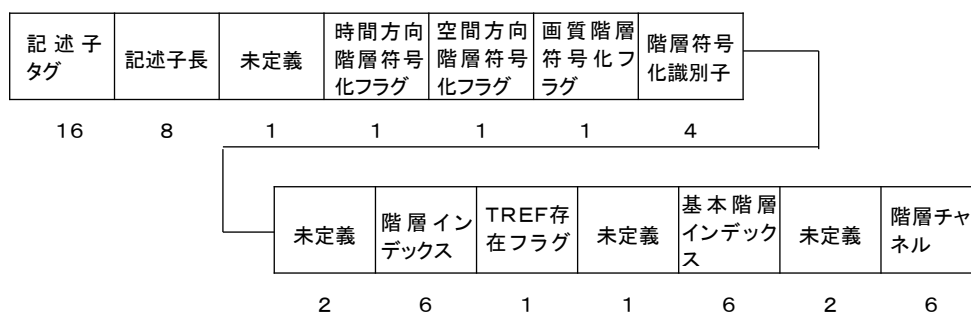 記述子
タグ
記述子長
未定義
時間方向
階層符号
化フラグ
空間方向
階層符号
化フラグ
画質階層
符号化フ
ラグ
階層符号
化識別子
16
8
1
1
1
1
4
未定義
階層イン
デックス
TREF存
在フラグ
未定義
基本階層
インデック
ス
未定義
階層チャ
ネル
2
6
1
1
6
2
6